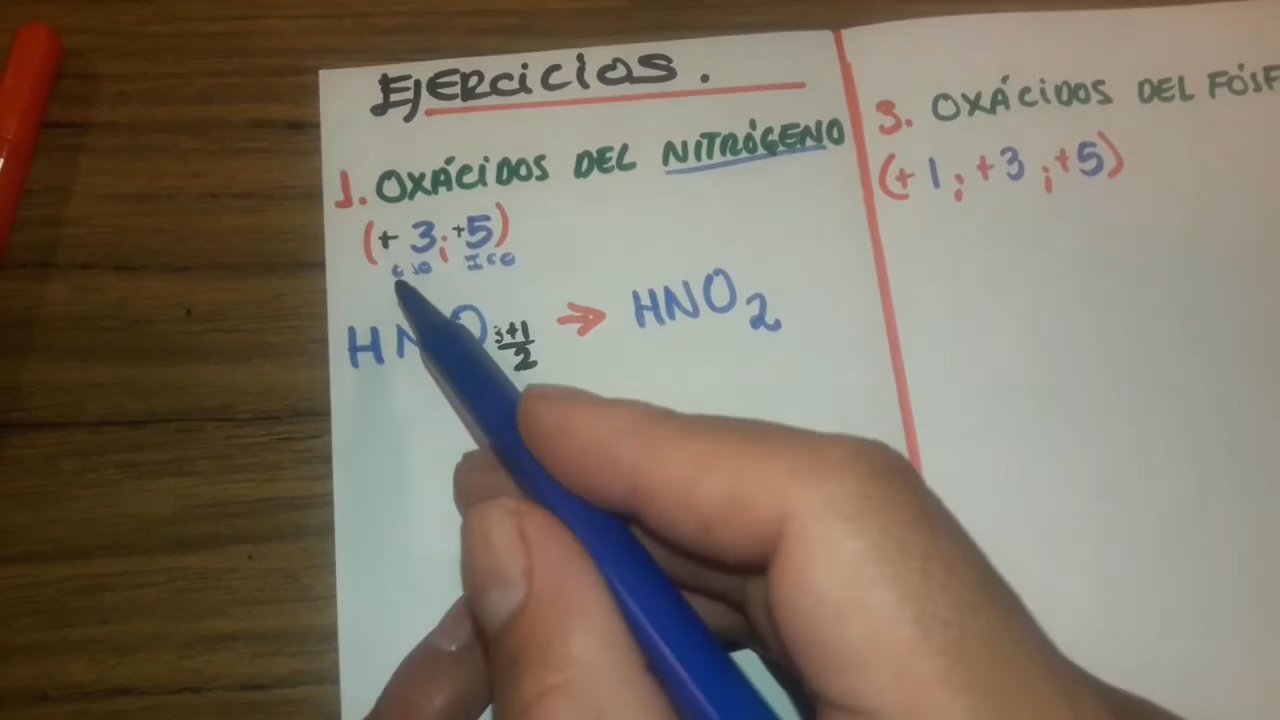 EJERCICIOS.
1. OXÁCIDOS DEL NITRÓGENO
(+3;+5)
OSO ICO
HNO 3+1/2 → HNO2
3. OXÁCIDOS DEL FÓSF
(+1;+3;+5)